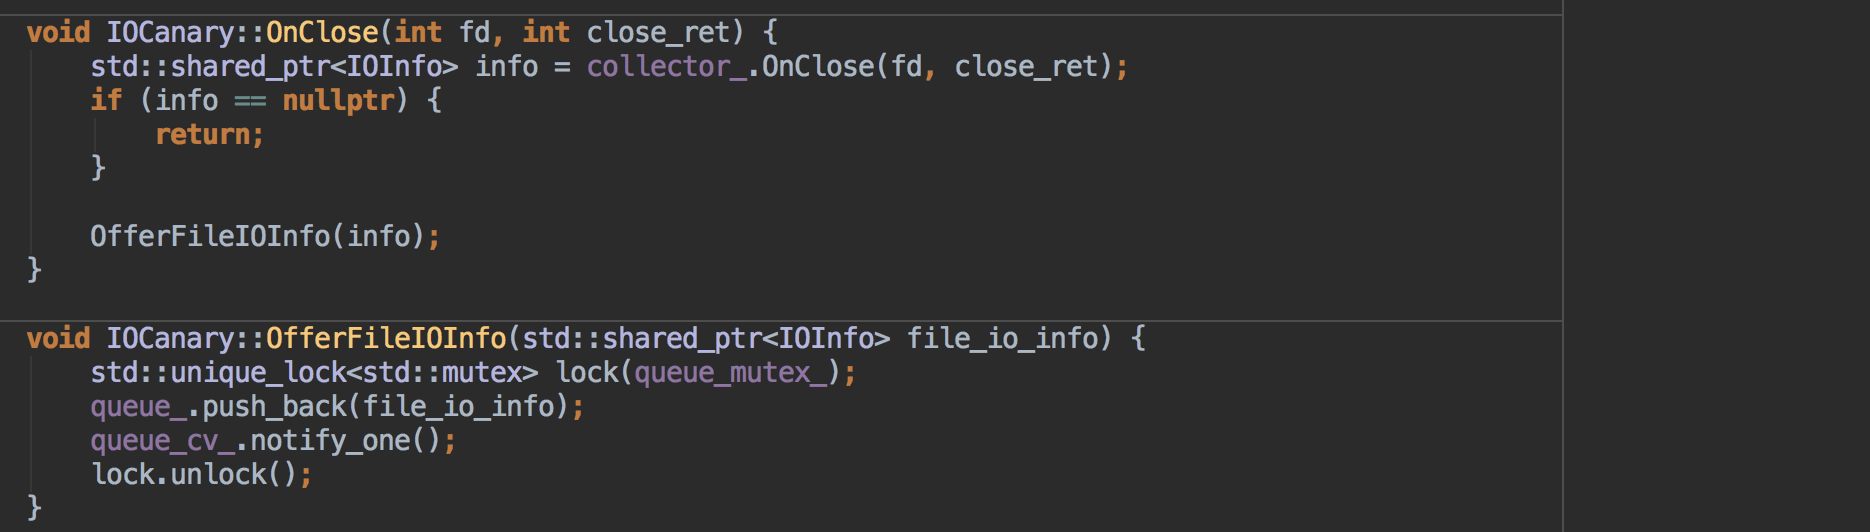 void IOCanary::OnClose(int fd, int close_ret) {
    std::shared_ptr<IOInfo> info = collector_.OnClose(fd, close_ret);
    if (info == nullptr) {
        return;
    }
    OfferFileIOInfo(info);
}
void IOCanary::OfferFileIOInfo(std::shared_ptr<IOInfo> file_io_info) {
    std::unique_lock<std::mutex> lock(queue_mutex_);
    queue_.push_back(file_io_info);
    queue_cv_.notify_one();
    lock.unlock();
}